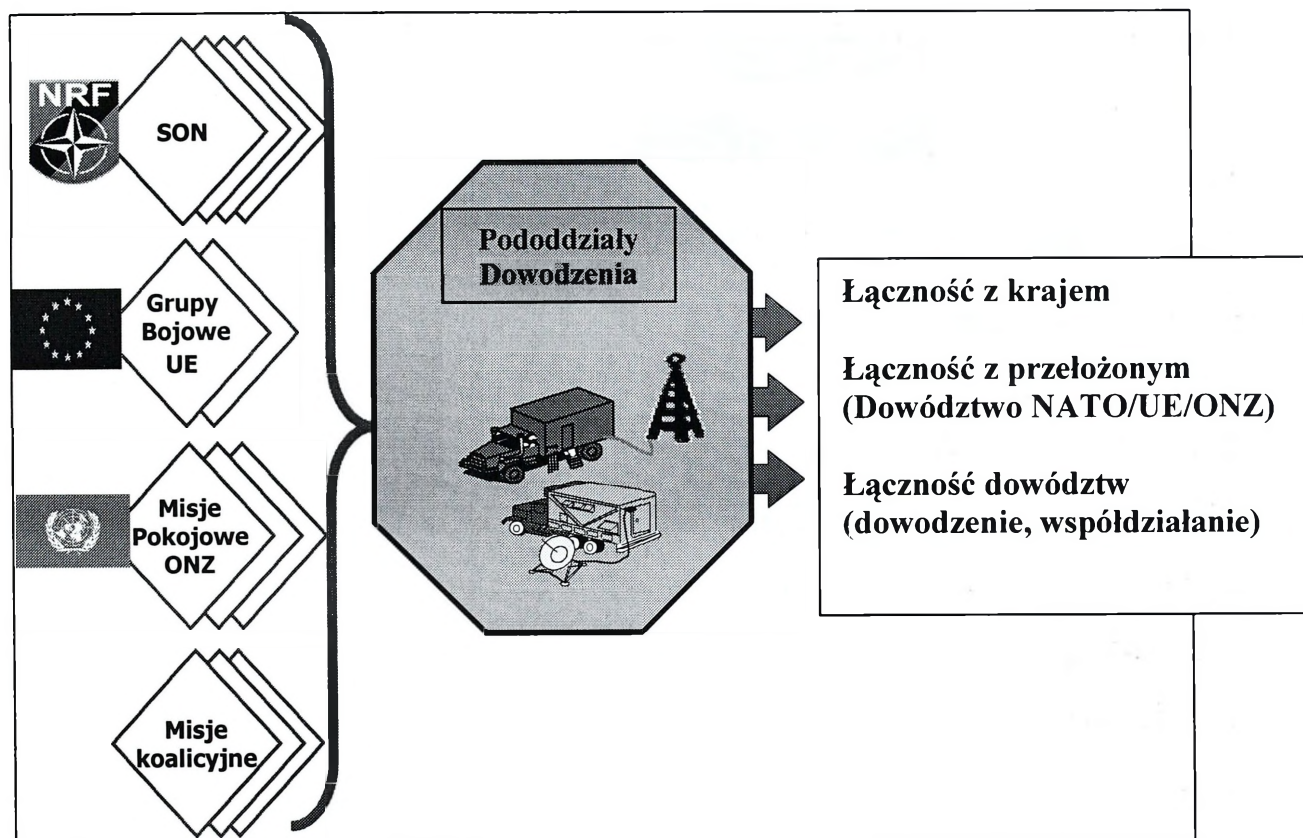 NRF
SON
Grupy
Bojowe
UE
Misje
Pokojowe
ONZ
Misje
koalicyjne
Pododdziały
Dowodzenia
Łączność z krajem
Łączność z przełożonym
(Dowództwo NATO/UE/ONZ)
Łączność dowództw
(dowodzenie, współdziałanie)